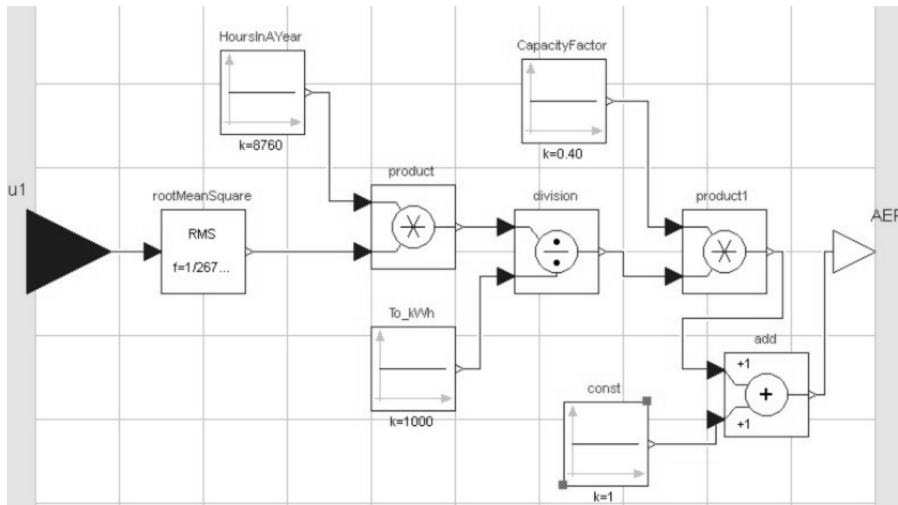 HoursInAYear
k=8760
CapacityFactor
k=0.40
u1
rootMeanSquare
RMS
f=1/267...
product
division
product1
AEP
To_kWh
k=1000
add
+1
+
+1
const
k=1